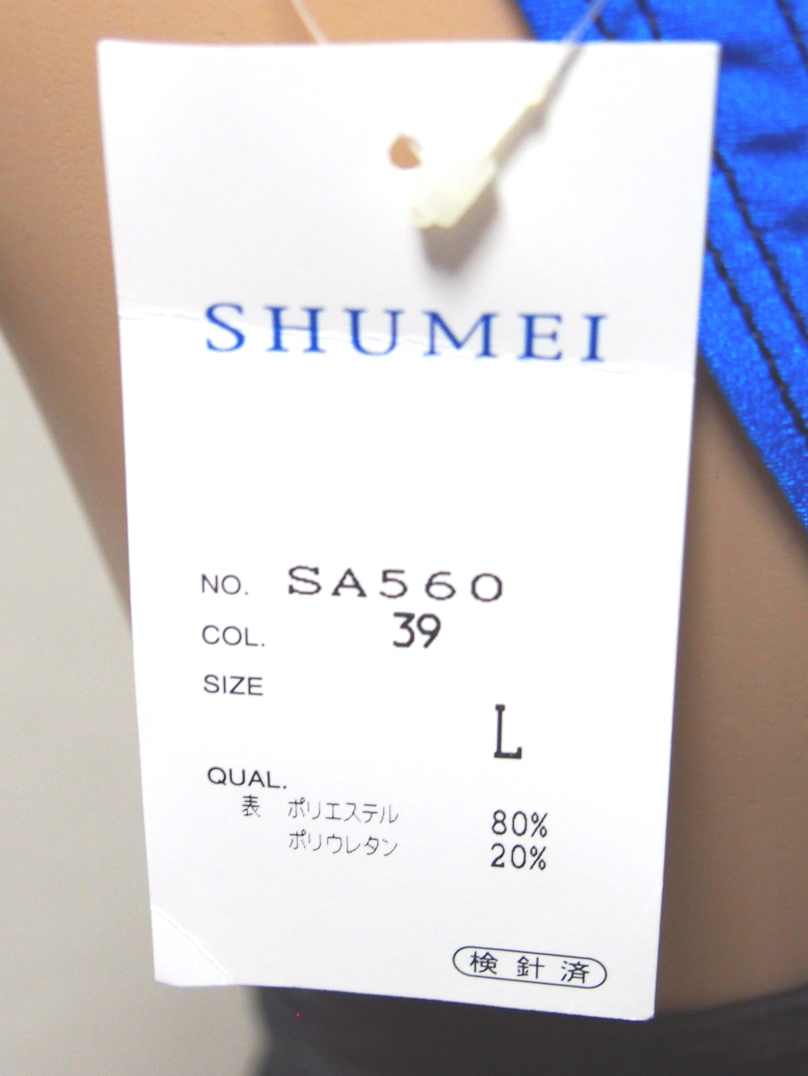 SHUMEI
NO. SA560
COL. 39
SIZE
L
QUAL.
表 ポリエステル 80%
ポリウレタン 20%
検針済